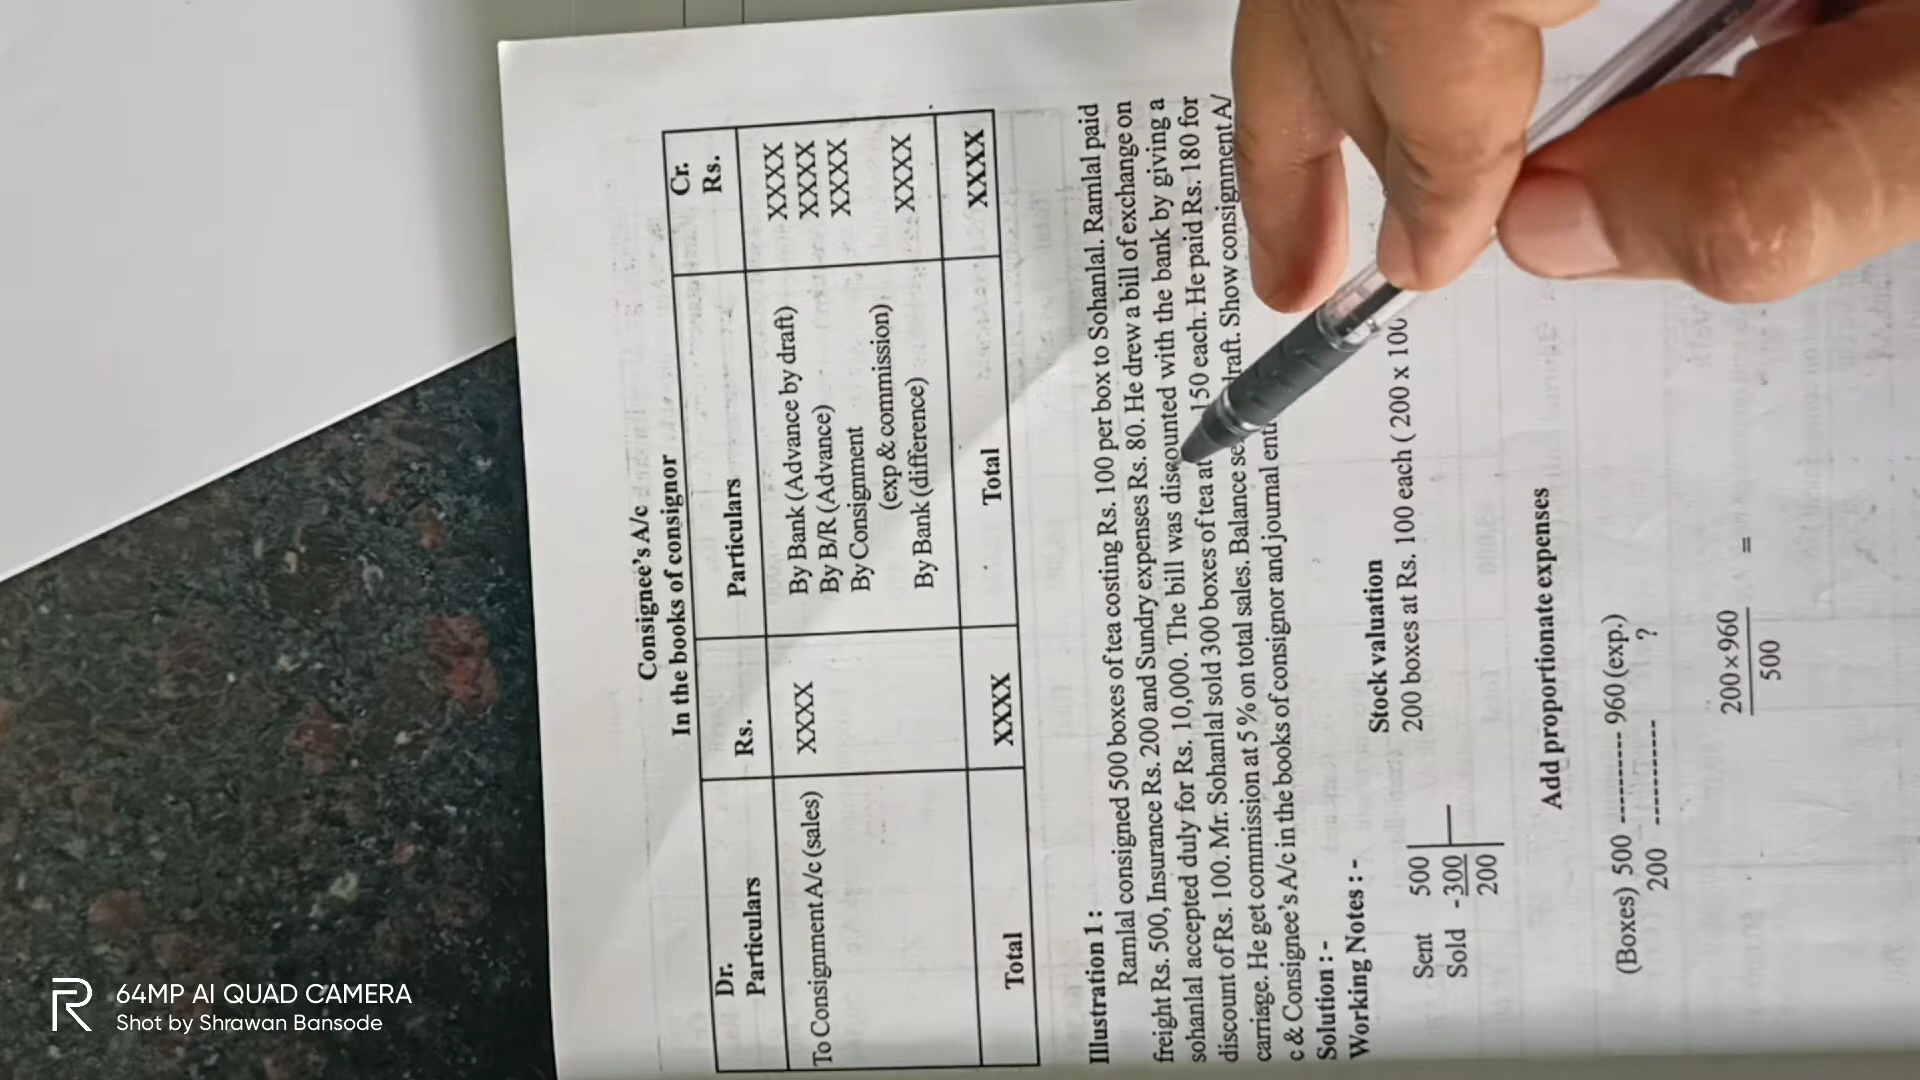 Consignee's A/c
In the books of consignor
Dr. Cr.
Particulars Rs. Particulars Rs.
To Consignment A/c (sales) XXXX By Bank (Advance by draft) XXXX
By B/R (Advance) XXXX
By Consignment XXXX
(exp & commission)
By Bank (difference) XXXX
Total XXXX Total XXXX
Illustration 1 :
Ramlal consigned 500 boxes of tea costing Rs. 100 per box to Sohanlal. Ramlal paid
freight Rs. 500, Insurance Rs. 200 and Sundry expenses Rs. 80. He drew a bill of exchange on
sohanlal accepted duly for Rs. 10,000. The bill was discounted with the bank by giving a
discount of Rs. 100. Mr. Sohanlal sold 300 boxes of tea at 150 each. He paid Rs. 180 for
carriage. He get commission at 5 % on total sales. Balance draft. Show consignment A/
c & Consignee's A/c in the books of consignor and journal
Solution : -
Working Notes : -
Stock valuation
Sent 500 200 boxes at Rs. 100 each ( 200 x 100
Sold - 300
200
Add proportionate expenses
(Boxes) 500 ---------- 960 (exp.)
200 ----------- ?
200×960
=
500
64MP AI QUAD CAMERA
Shot by Shrawan Bansode